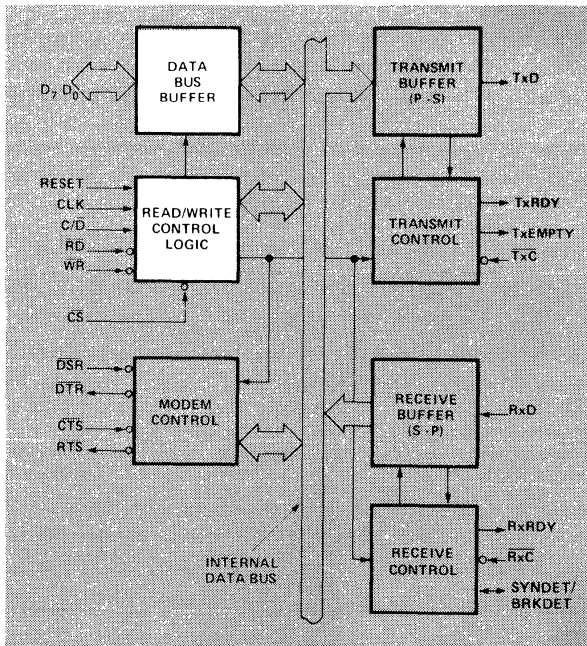 D7 D0
DATA
BUS
BUFFER
TRANSMIT
BUFFER
(P - S)
TxD
RESET
CLK
C/D
RD
WR
CS
READ/WRITE
CONTROL
LOGIC
TRANSMIT
CONTROL
TxRDY
TxEMPTY
TxC
DSR
DTR
CTS
RTS
MODEM
CONTROL
RECEIVE
BUFFER
(S - P)
RxD
INTERNAL
DATA BUS
RECEIVE
CONTROL
RxRDY
RxC
SYNDET/
BRKDET